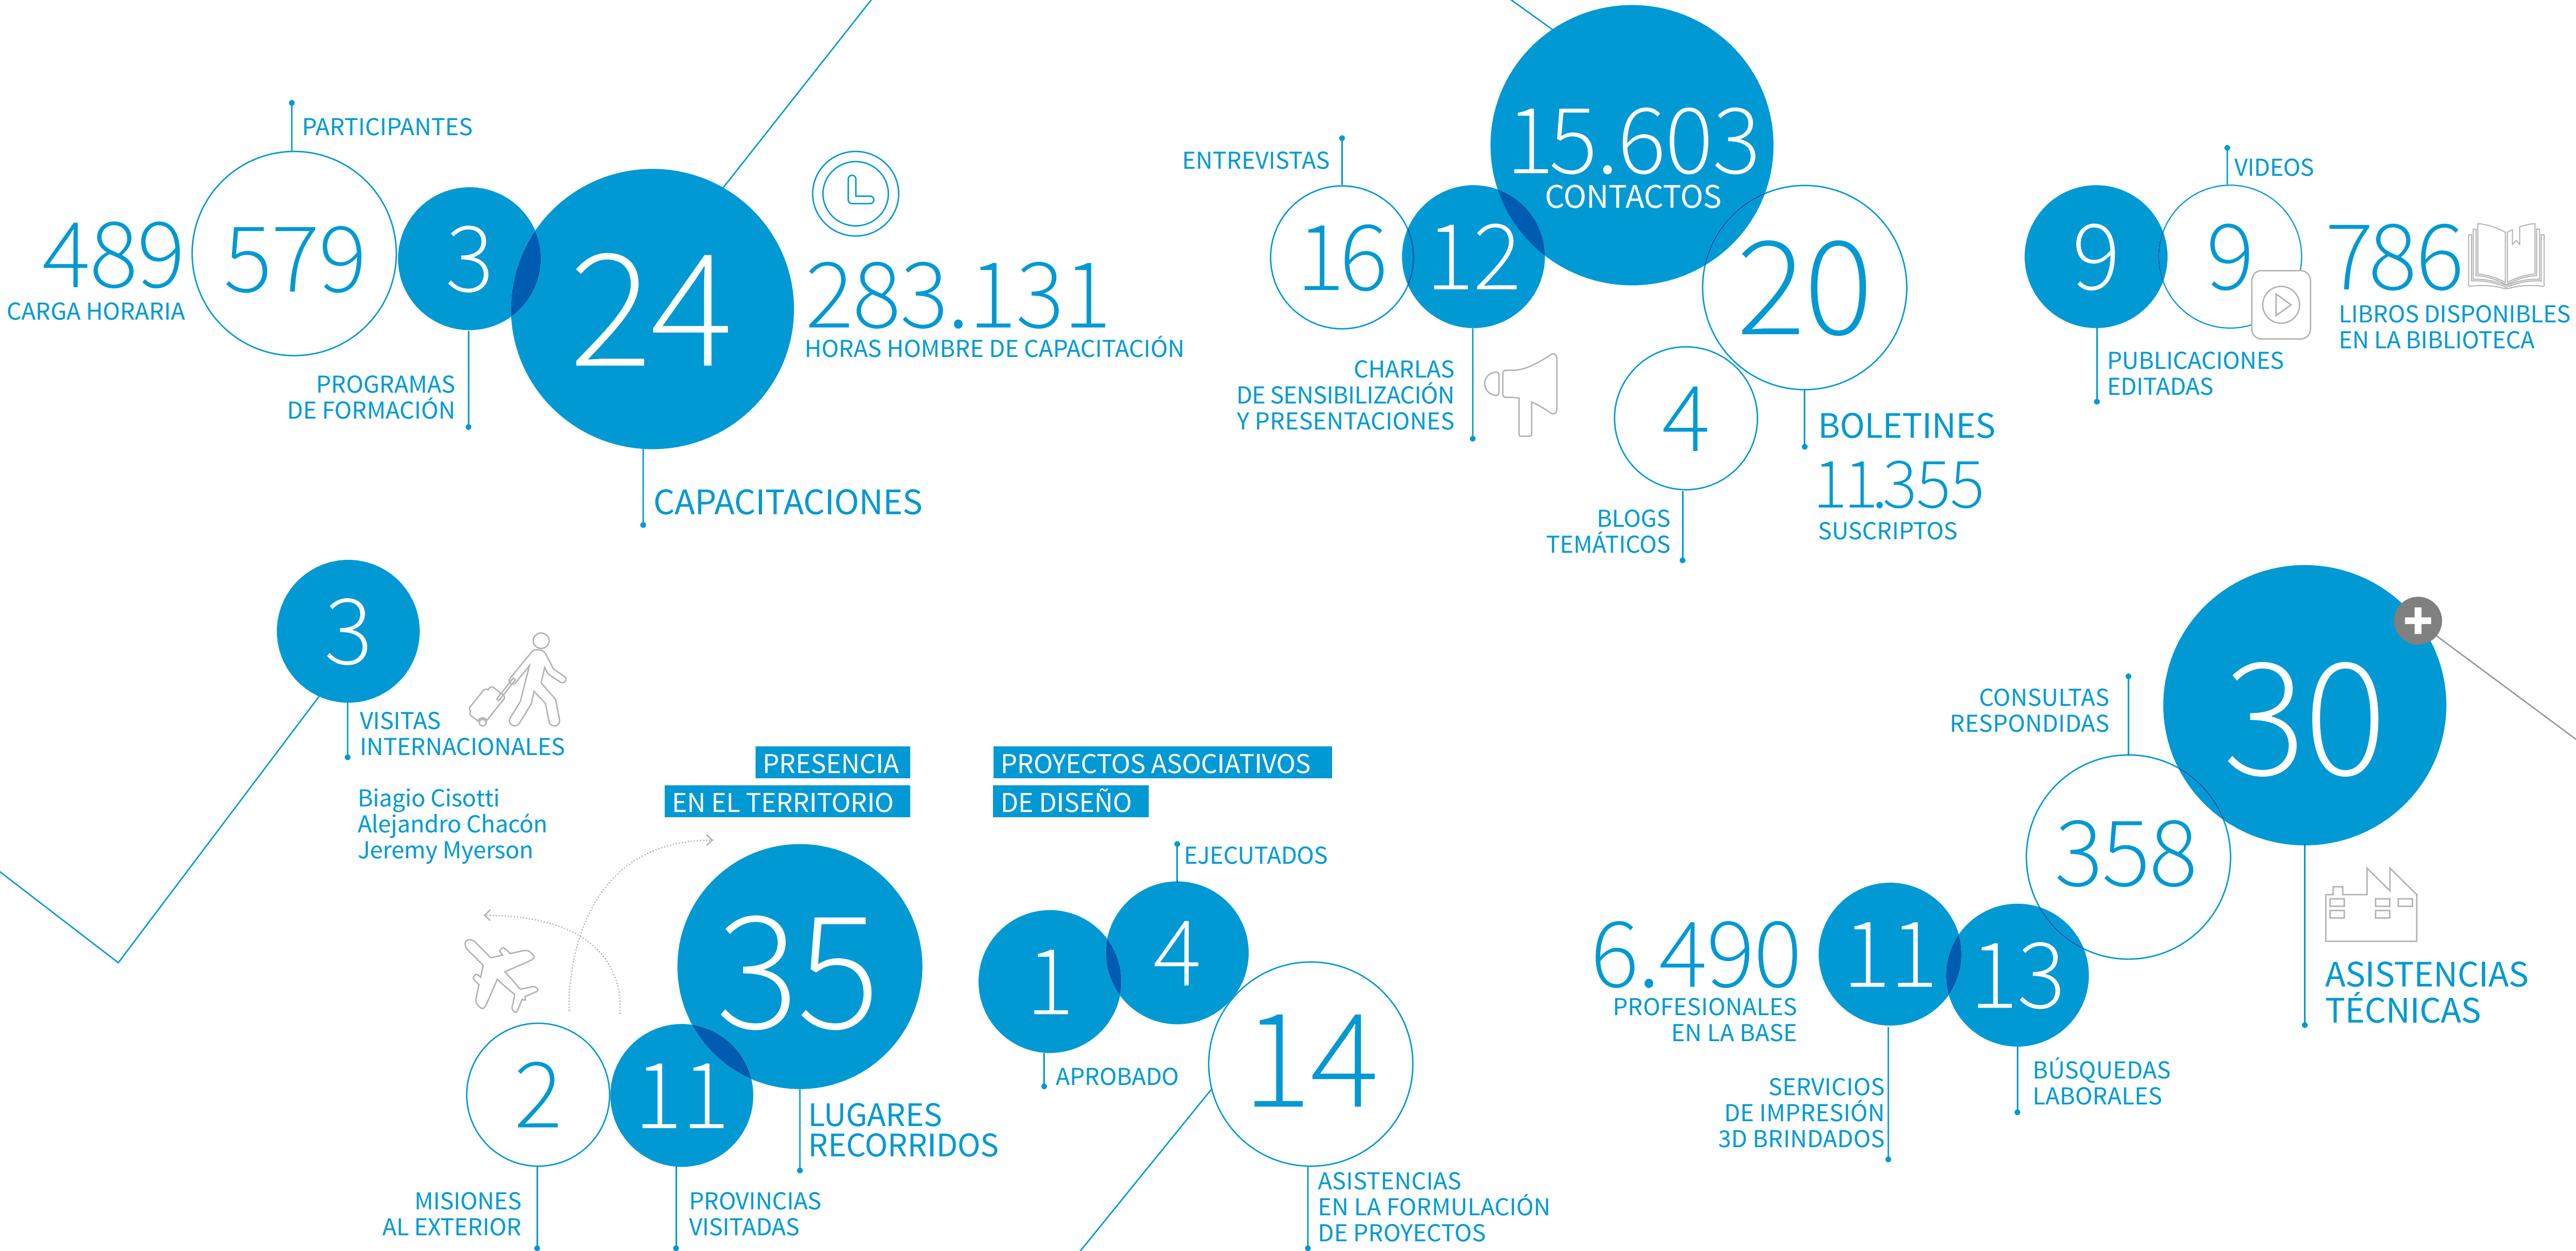 PARTICIPANTES
489
CARGA HORARIA
579
3
PROGRAMAS
DE FORMACIÓN
24
CAPACITACIONES
283.131
HORAS HOMBRE DE CAPACITACIÓN
ENTREVISTAS
16
12
CHARLAS
DE SENSIBILIZACIÓN
Y PRESENTACIONES
15.603
CONTACTOS
20
BOLETINES
11.355
SUSCRIPTOS
4
BLOGS
TEMÁTICOS
9
PUBLICACIONES
EDITADAS
VIDEOS
9
786
LIBROS DISPONIBLES
EN LA BIBLIOTECA
3
VISITAS
INTERNACIONALES
Biagio Cisotti
Alejandro Chacón
Jeremy Myerson
PRESENCIA
EN EL TERRITORIO
35
LUGARES
RECORRIDOS
2
MISIONES
AL EXTERIOR
11
PROVINCIAS
VISITADAS
PROYECTOS ASOCIATIVOS
DE DISEÑO
EJECUTADOS
4
1
APROBADO
14
ASISTENCIAS
EN LA FORMULACIÓN
DE PROYECTOS
6.490
PROFESIONALES
EN LA BASE
11
SERVICIOS
DE IMPRESIÓN
3D BRINDADOS
13
BÚSQUEDAS
LABORALES
CONSULTAS
RESPONDIDAS
358
30
+
ASISTENCIAS
TÉCNICAS